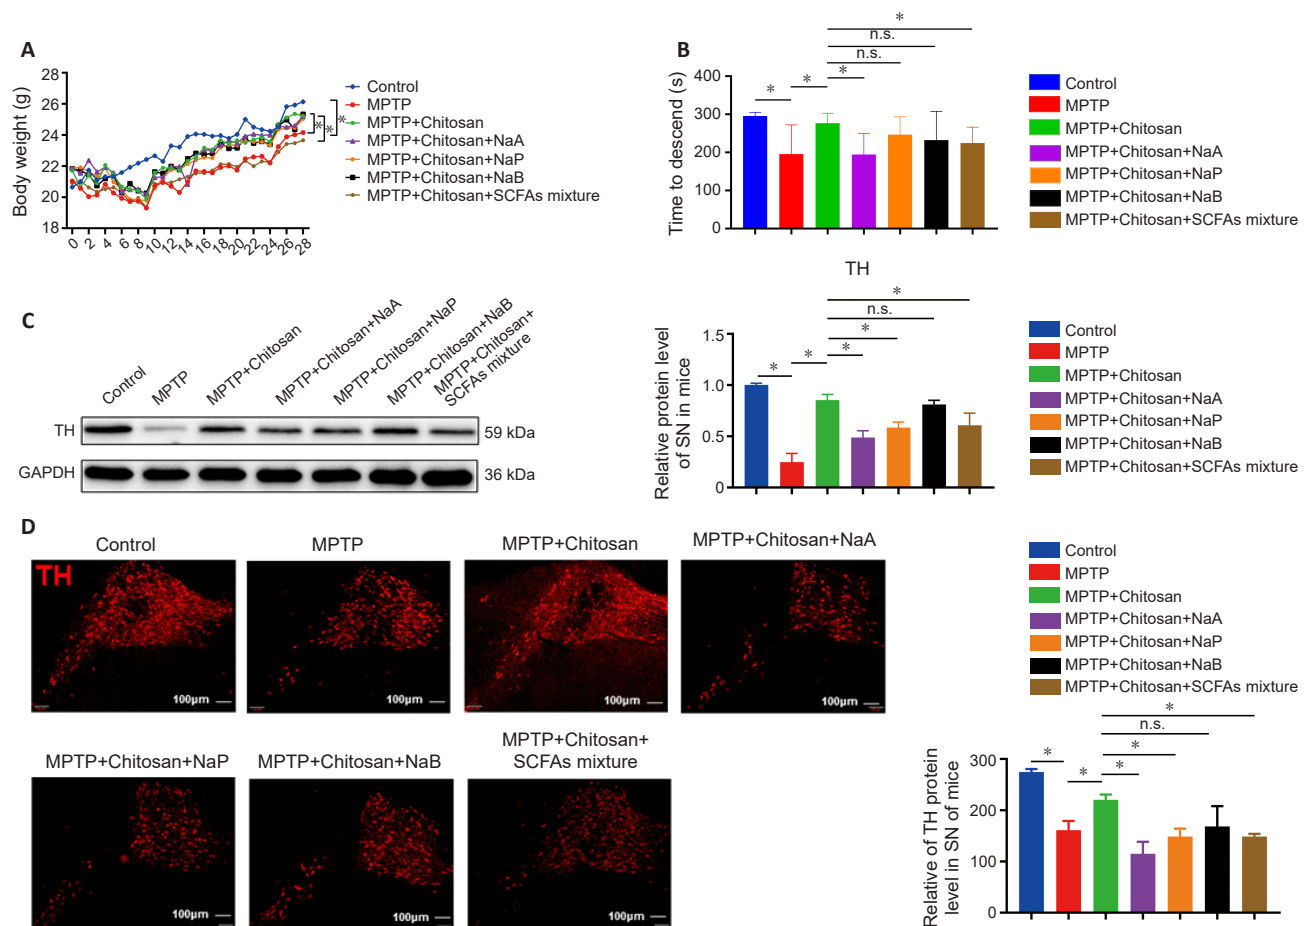 A
Body weight (g)
28
26
24
22
20
18
0 2 4 6 8 10 12 14 16 18 20 22 24 26 28
Control
MPTP
MPTP+Chitosan
MPTP+Chitosan+NaA
MPTP+Chitosan+NaP
MPTP+Chitosan+NaB
MPTP+Chitosan+SCFAs mixture
* * *
B
Time to descend (s)
400
300
200
100
0
*
n.s.
n.s.
* * *
Control
MPTP
MPTP+Chitosan
MPTP+Chitosan+NaA
MPTP+Chitosan+NaP
MPTP+Chitosan+NaB
MPTP+Chitosan+SCFAs mixture
C
Control
MPTP
MPTP+Chitosan
MPTP+Chitosan+NaA
MPTP+Chitosan+NaP
MPTP+Chitosan+NaB
MPTP+Chitosan+
SCFAs mixture
TH
59 kDa
GAPDH
36 kDa
TH
Relative protein level
of SN in mice
1.5
1.0
0.5
0
*
n.s.
*
* * *
Control
MPTP
MPTP+Chitosan
MPTP+Chitosan+NaA
MPTP+Chitosan+NaP
MPTP+Chitosan+NaB
MPTP+Chitosan+SCFAs mixture
D
Control
MPTP
MPTP+Chitosan
MPTP+Chitosan+NaA
TH
100μm
100μm
100μm
100μm
MPTP+Chitosan+NaP
MPTP+Chitosan+NaB
MPTP+Chitosan+
SCFAs mixture
100μm
100μm
100μm
Control
MPTP
MPTP+Chitosan
MPTP+Chitosan+NaA
MPTP+Chitosan+NaP
MPTP+Chitosan+NaB
MPTP+Chitosan+SCFAs mixture
Relative of TH protein
level in SN of mice
300
200
100
0
*
n.s.
*
* * *